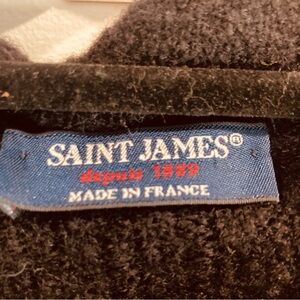 SAINT JAMES®
depuis 1889
MADE IN FRANCE